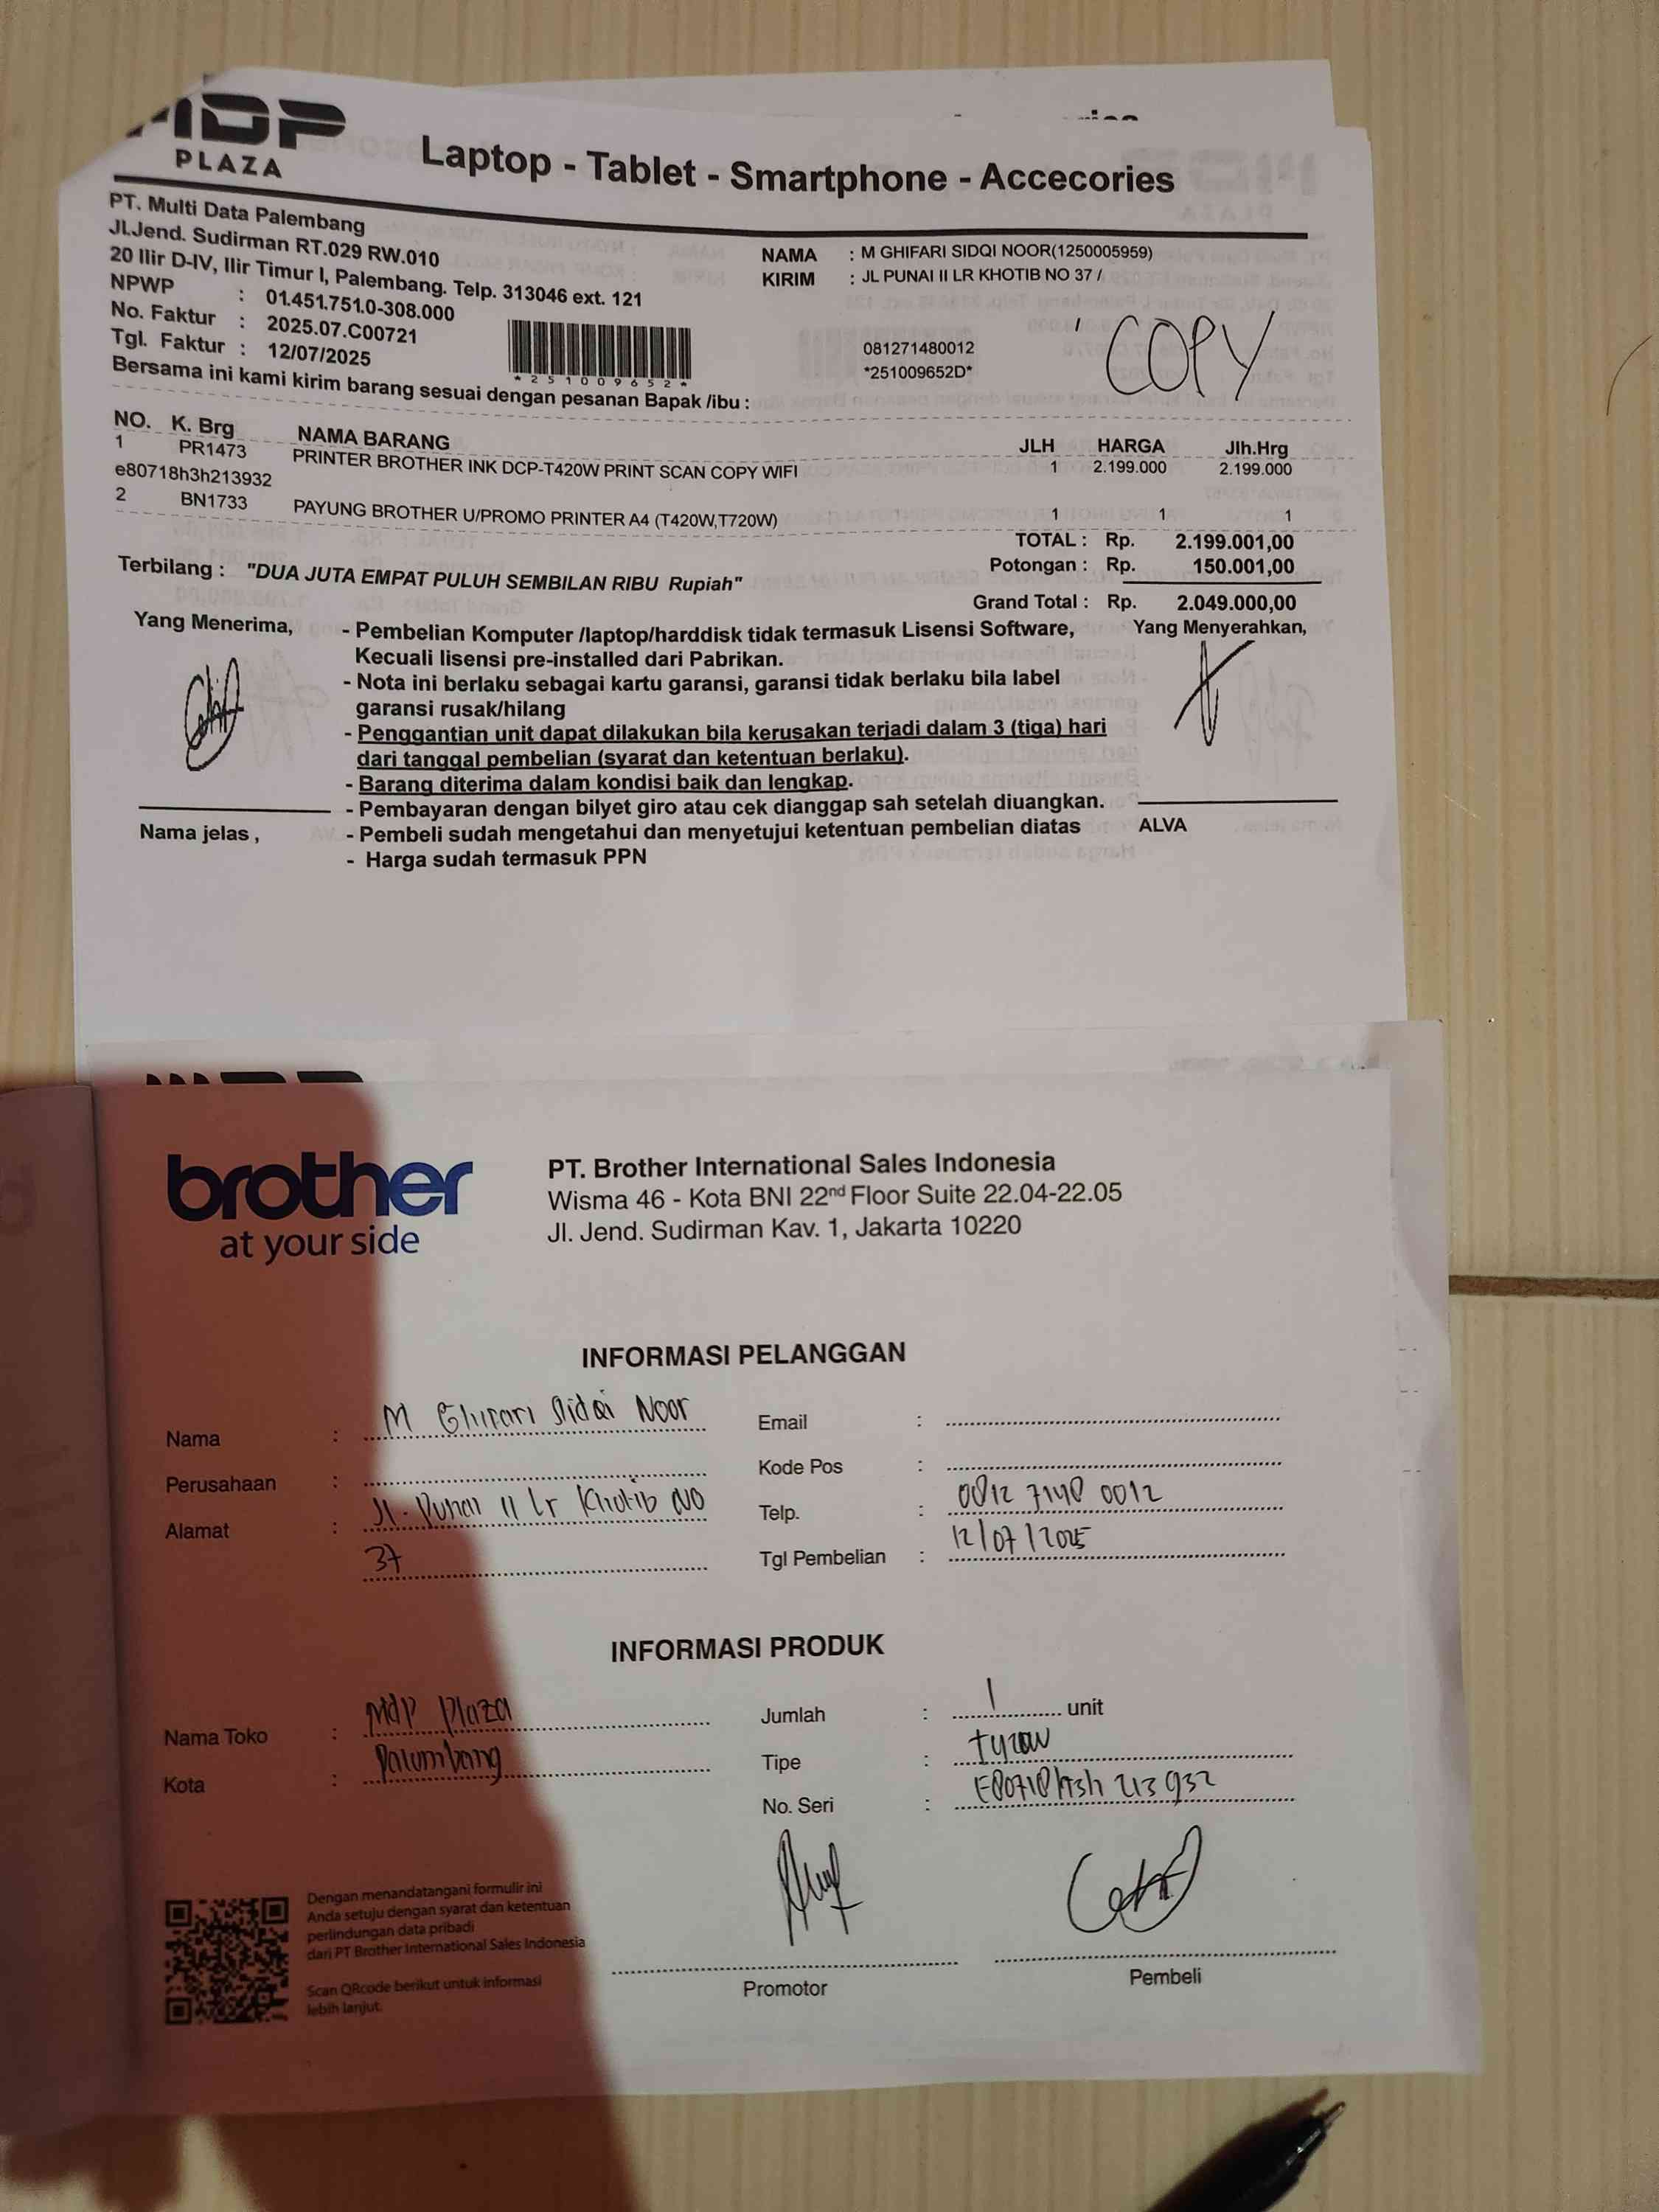 MDP
PLAZA
Laptop - Tablet - Smartphone - Accecories
PT. Multi Data Palembang
Jl.Jend. Sudirman RT.029 RW.010
20 Ilir D-IV, Ilir Timur I, Palembang. Telp. 313046 ext. 121
NPWP : 01.451.751.0-308.000
No. Faktur : 2025.07.C00721
Tgl. Faktur : 12/07/2025
NAMA : M GHIFARI SIDQI NOOR(1250005959)
KIRIM : JL PUNAI II LR KHOTIB NO 37 /
081271480012
*251009652D*
COPY
*251009652*
Bersama ini kami kirim barang sesuai dengan pesanan Bapak /ibu :
NO. K. Brg NAMA BARANG JLH HARGA Jlh.Hrg
1 PR1473 PRINTER BROTHER INK DCP-T420W PRINT SCAN COPY WIFI 1 2.199.000 2.199.000
e80718h3h213932
2 BN1733 PAYUNG BROTHER U/PROMO PRINTER A4 (T420W,T720W) 1 1 1
TOTAL : Rp. 2.199.001,00
Potongan : Rp. 150.001,00
Grand Total : Rp. 2.049.000,00
Terbilang : "DUA JUTA EMPAT PULUH SEMBILAN RIBU Rupiah"
Yang Menerima,
- Pembelian Komputer /laptop/harddisk tidak termasuk Lisensi Software,
Kecuali lisensi pre-installed dari Pabrikan.
- Nota ini berlaku sebagai kartu garansi, garansi tidak berlaku bila label
garansi rusak/hilang
- Penggantian unit dapat dilakukan bila kerusakan terjadi dalam 3 (tiga) hari
dari tanggal pembelian (syarat dan ketentuan berlaku).
- Barang diterima dalam kondisi baik dan lengkap.
- Pembayaran dengan bilyet giro atau cek dianggap sah setelah diuangkan.
- Pembeli sudah mengetahui dan menyetujui ketentuan pembelian diatas
- Harga sudah termasuk PPN
Yang Menyerahkan,
Nama jelas ,
ALVA
brother
at your side
PT. Brother International Sales Indonesia
Wisma 46 - Kota BNI 22nd Floor Suite 22.04-22.05
Jl. Jend. Sudirman Kav. 1, Jakarta 10220
INFORMASI PELANGGAN
Nama : M Ghifari Sidqi Noor
Perusahaan :
Alamat : Jl. Punai II Lr Khotib No
37
Email :
Kode Pos :
Telp. : 0812 7148 0012
Tgl Pembelian : 12/07/2025
INFORMASI PRODUK
Nama Toko : Mdp Plaza
Kota : Palembang
Jumlah : 1 unit
Tipe : t420w
No. Seri : E80718h3h 213932
Dengan menandatangani formulir ini
Anda setuju dengan syarat dan ketentuan
perlindungan data pribadi
dari PT Brother International Sales Indonesia
Scan QRcode berikut untuk informasi
lebih lanjut.
Promotor
Pembeli